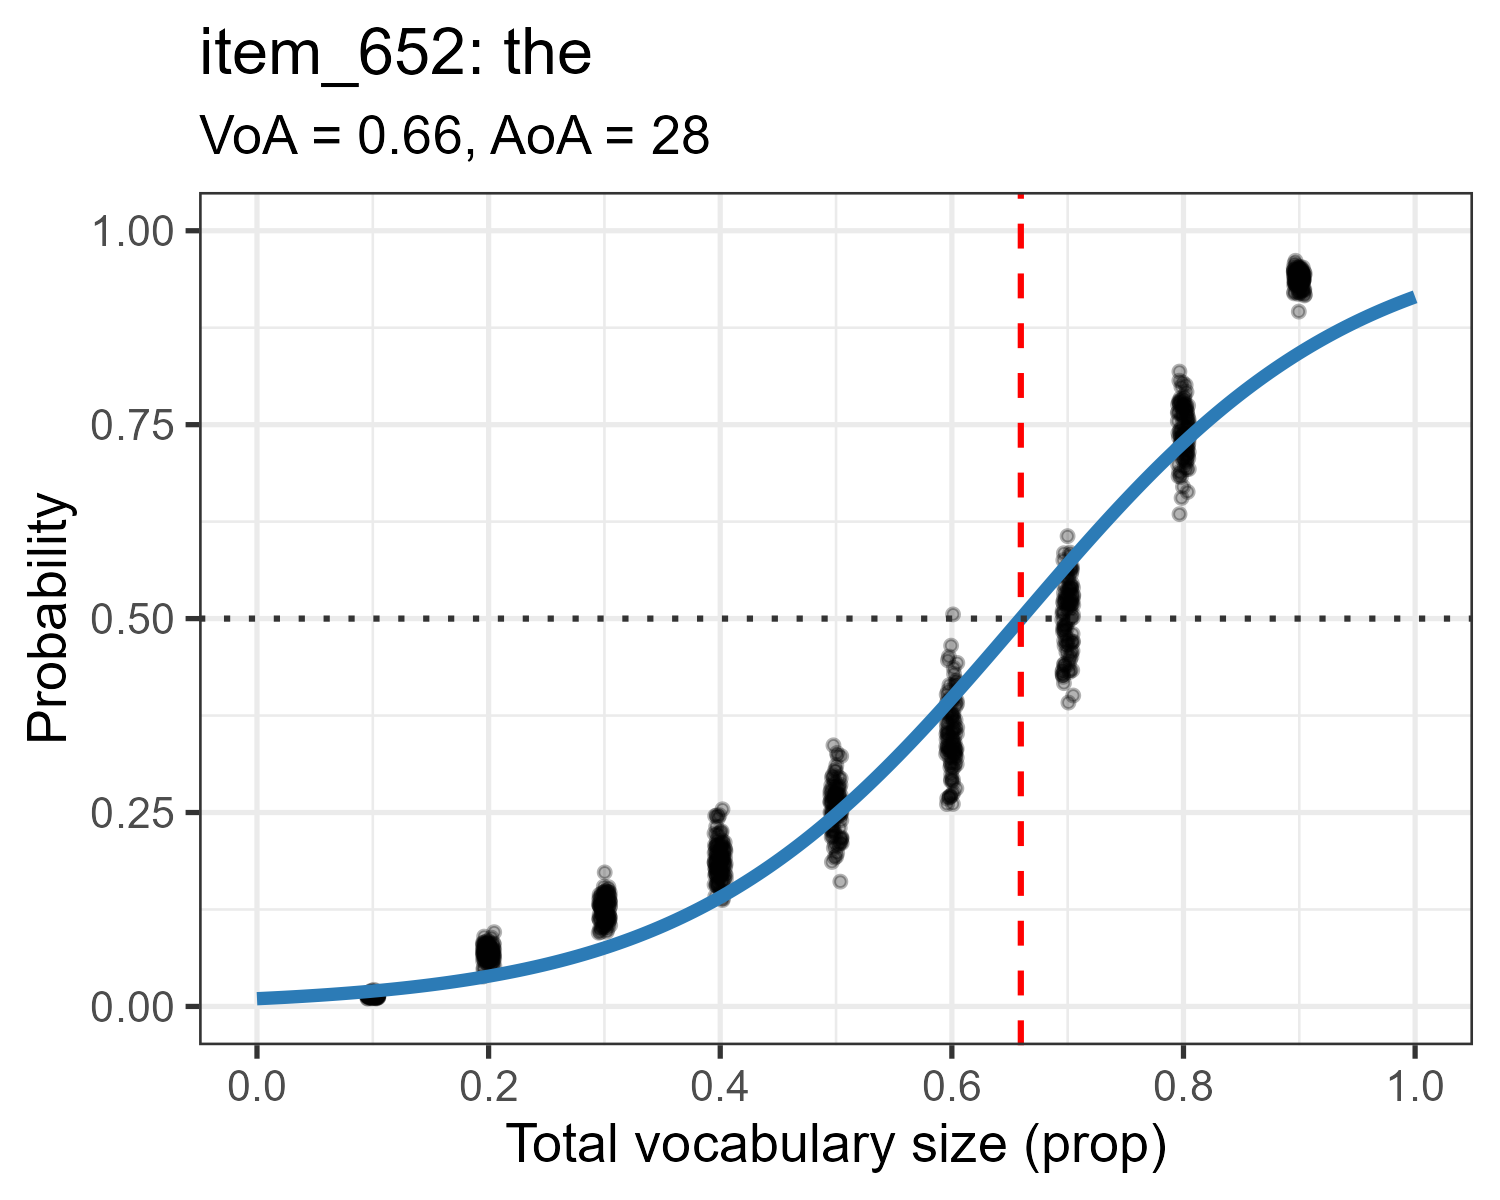 item_652: the
VoA = 0.66, AoA = 28
1.00
0.75
0.50
0.25
0.00
Probability
0.0 0.2 0.4 0.6 0.8 1.0
Total vocabulary size (prop)